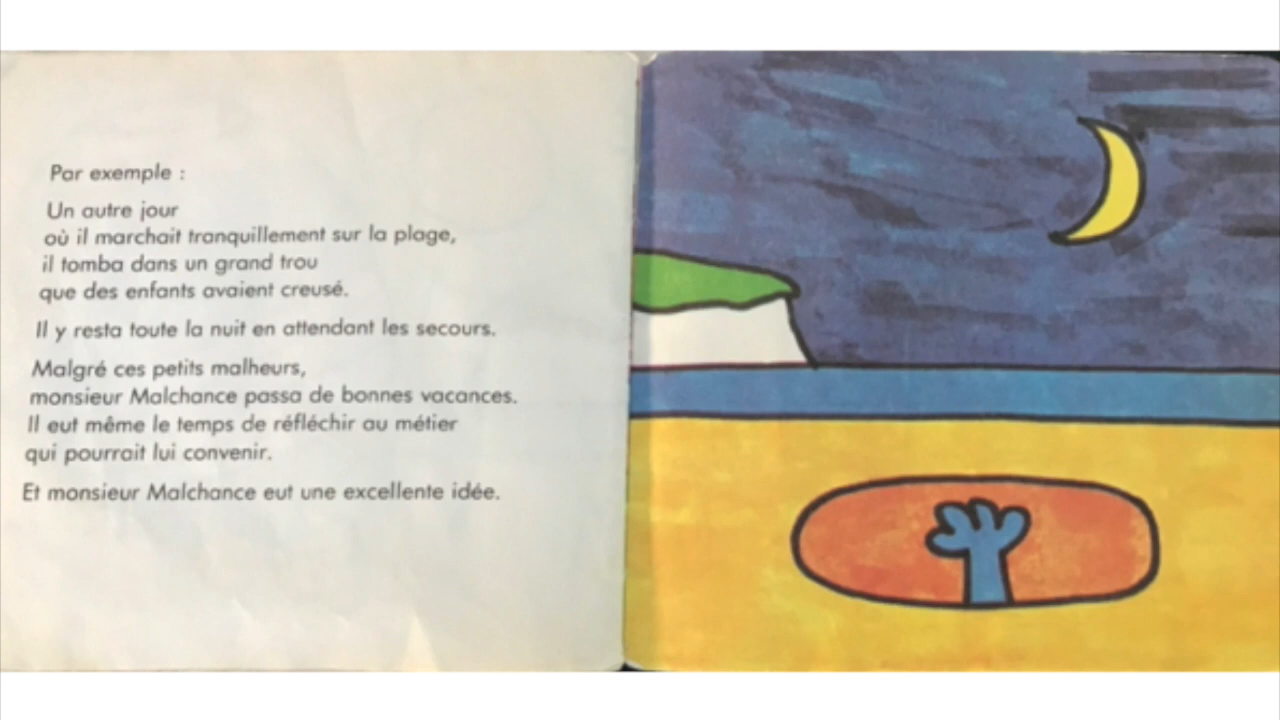 Par exemple :
Un autre jour
où il marchait tranquillement sur la plage,
il tomba dans un grand trou
que des enfants avaient creusé.
Il y resta toute la nuit en attendant les secours.
Malgré ces petits malheurs,
monsieur Malchance passa de bonnes vacances.
Il eut même le temps de réfléchir au métier
qui pourrait lui convenir.
Et monsieur Malchance eut une excellente idée.